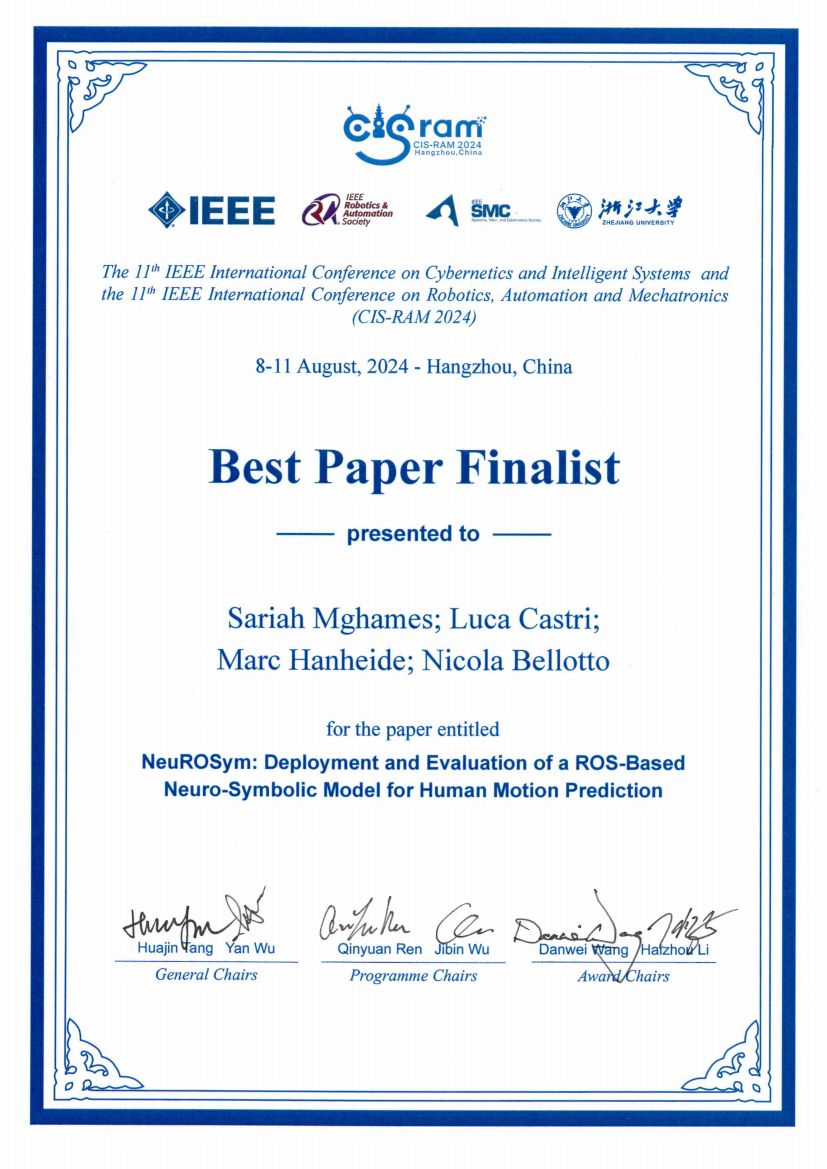 CIS ram
CIS-RAM 2024
Hangzhou, China
IEEE
IEEE
Robotics &
Automation
Society
IEEE
SMC
Systems, Man, and Cybernetics Society
浙江大学
ZHEJIANG UNIVERSITY
The 11th IEEE International Conference on Cybernetics and Intelligent Systems and
the 11th IEEE International Conference on Robotics, Automation and Mechatronics
(CIS-RAM 2024)
8-11 August, 2024 - Hangzhou, China
Best Paper Finalist
presented to
Sariah Mghames; Luca Castri;
Marc Hanheide; Nicola Bellotto
for the paper entitled
NeuROSym: Deployment and Evaluation of a ROS-Based
Neuro-Symbolic Model for Human Motion Prediction
Huajin Tang Yan Wu Qinyuan Ren Jibin Wu Danwei Wang Haizhou Li
General Chairs Programme Chairs Award Chairs